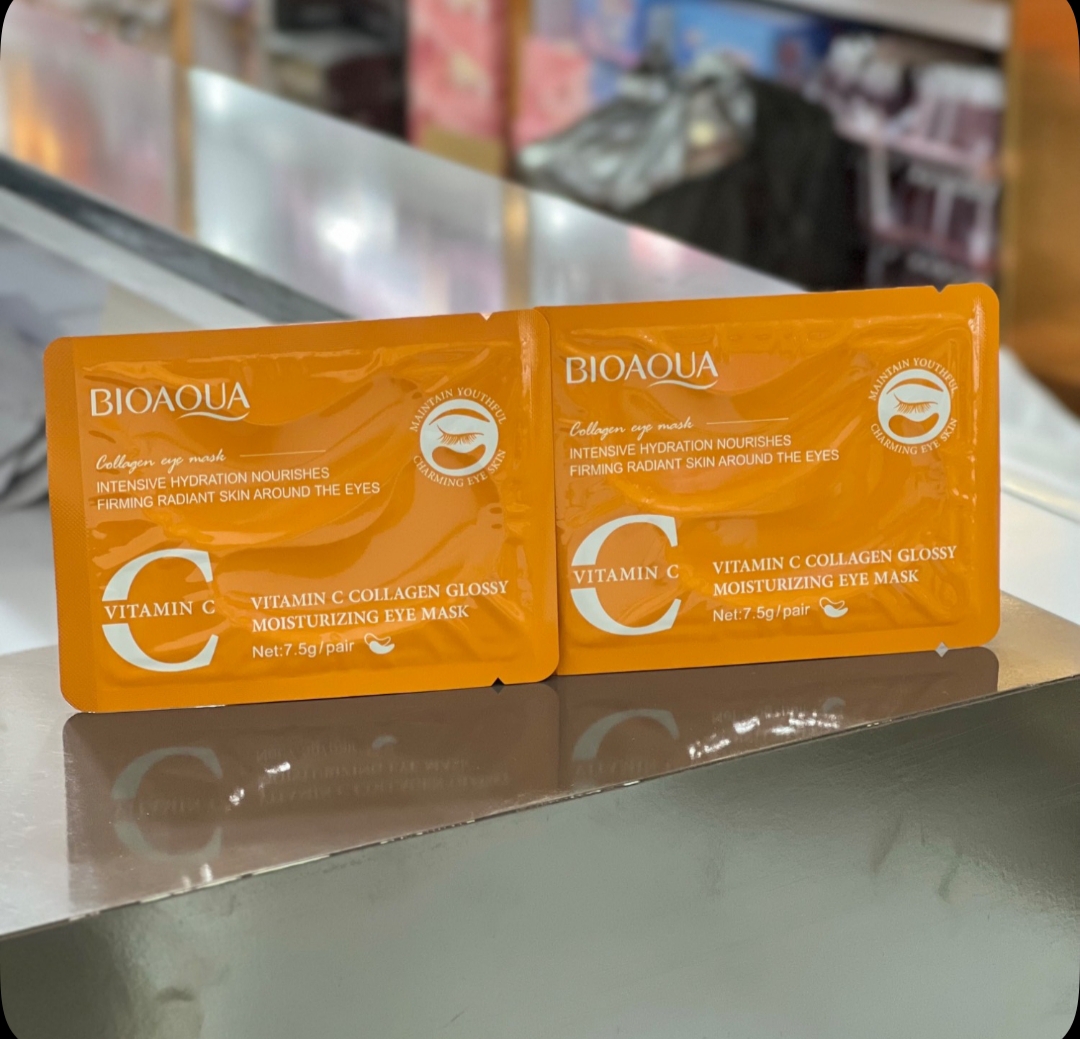 BIOAQUA
MAINTAIN YOUTHFUL
CHARMING EYE SKIN
Collagen eye mask
INTENSIVE HYDRATION NOURISHES
FIRMING RADIANT SKIN AROUND THE EYES
C
VITAMIN C
VITAMIN C COLLAGEN GLOSSY
MOISTURIZING EYE MASK
Net:7.5g/pair
BIOAQUA
MAINTAIN YOUTHFUL
CHARMING EYE SKIN
Collagen eye mask
INTENSIVE HYDRATION NOURISHES
FIRMING RADIANT SKIN AROUND THE EYES
C
VITAMIN C
VITAMIN C COLLAGEN GLOSSY
MOISTURIZING EYE MASK
Net:7.5g/pair